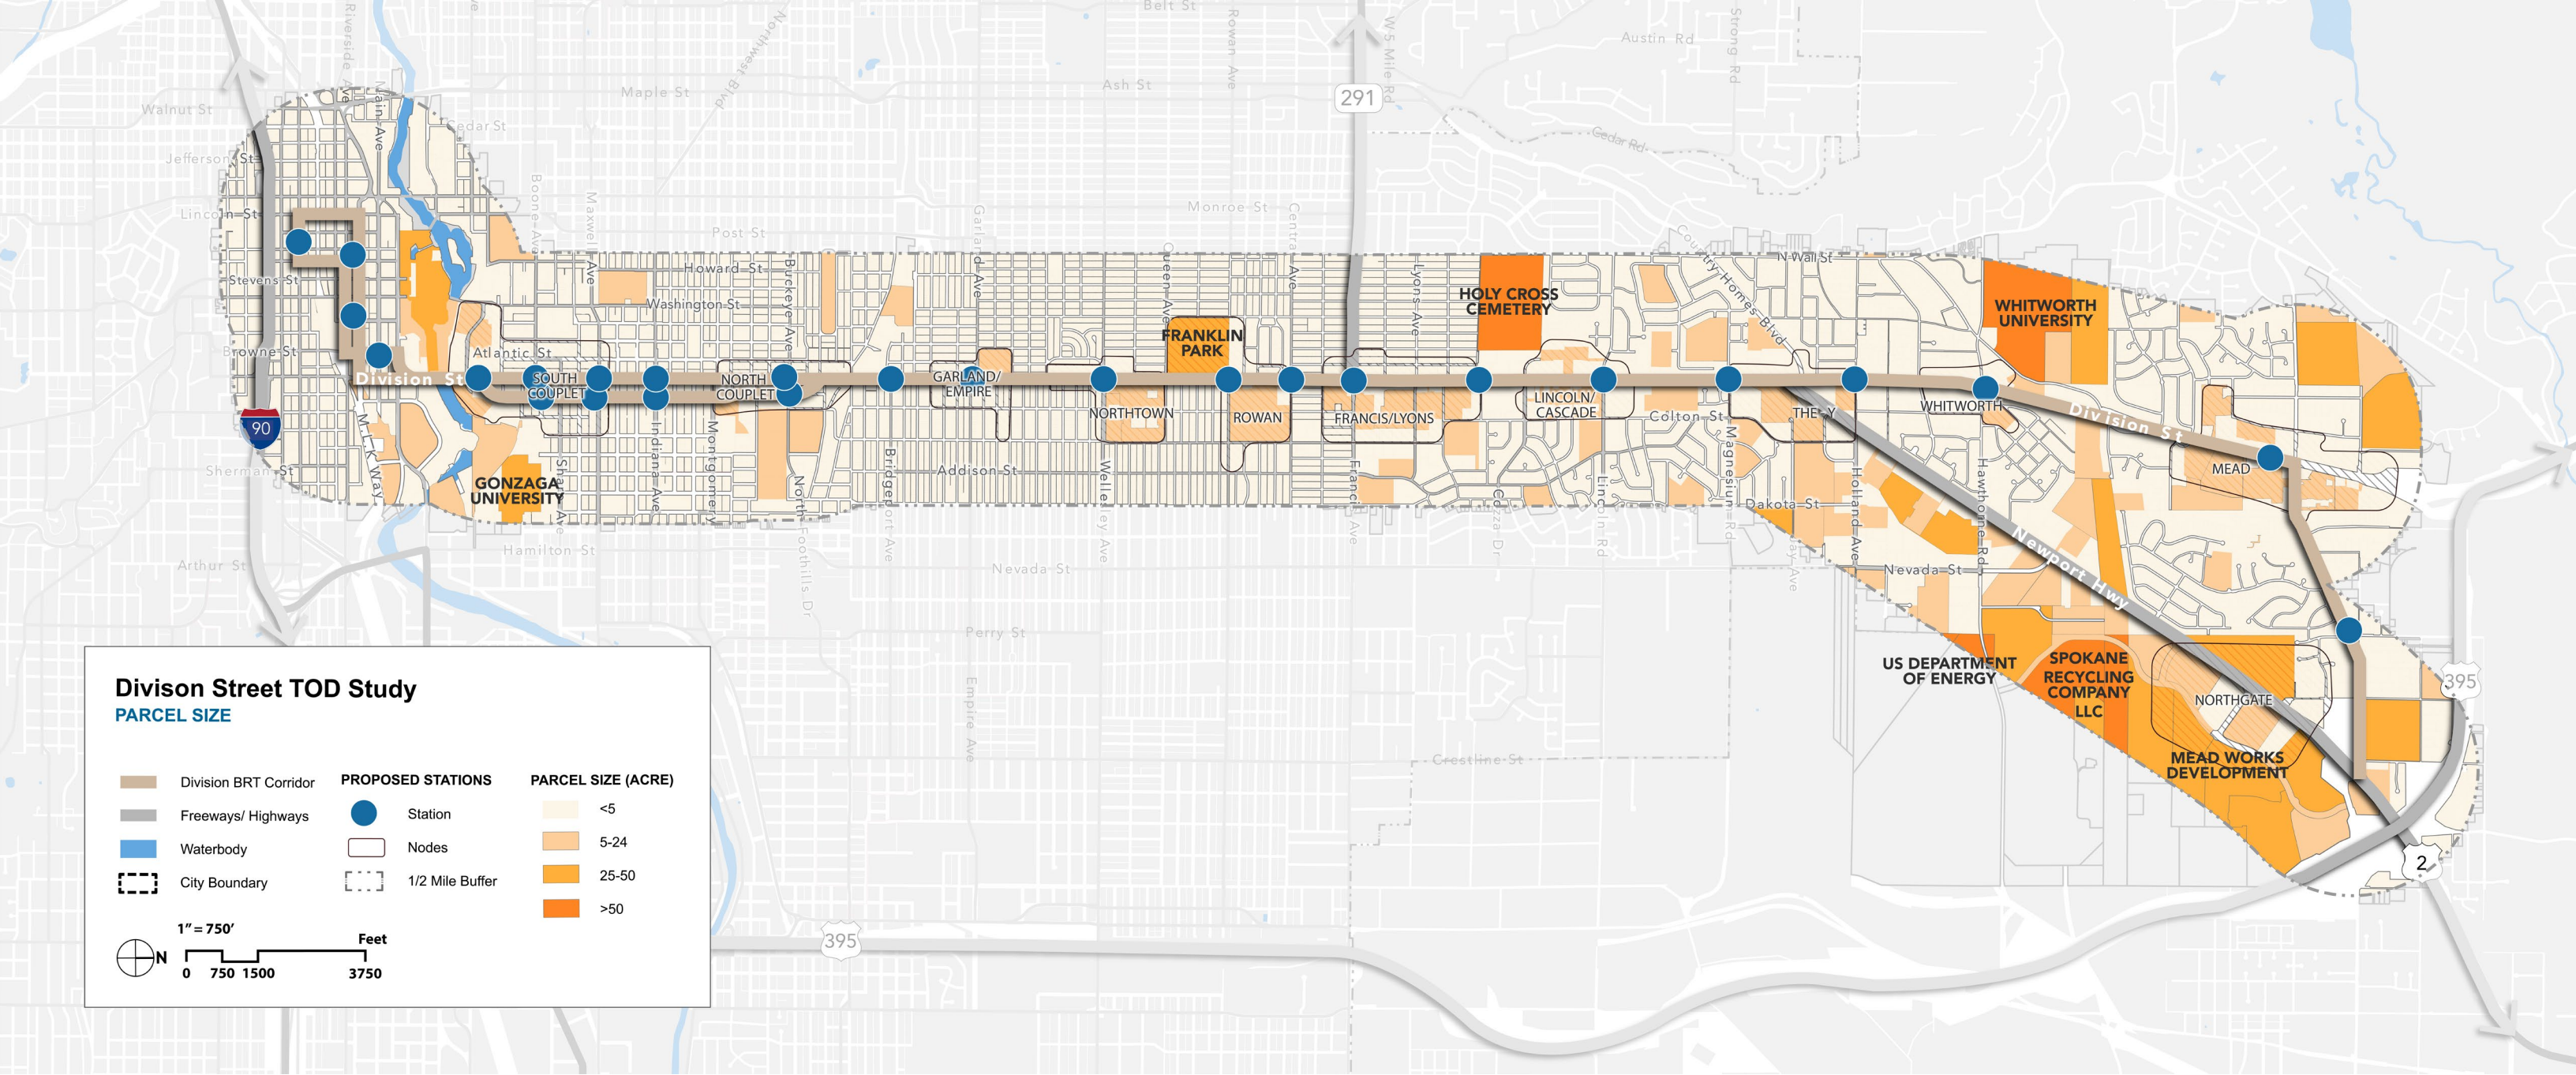 Belt St
Riverside Ave
Main Ave
Northwest Blvd
Rowan Ave
W 5 Mile Rd
Austin Rd
Strong Rd
Walnut St
Maple St
Ash St
291
Cedar St
Cedar Rd
Jefferson St
Boone Ave
Maxwell Ave
Lincoln St
Post St
Garland Ave
Monroe St
Queen Ave
Central Ave
Country Homes Blvd
N Wall St
Stevens St
Howard St
Washington St
Buckeye Ave
Lyons Ave
HOLY CROSS
CEMETERY
WHITWORTH
UNIVERSITY
FRANKLIN
PARK
Browne St
Atlantic St
Division St
SOUTH
COUPLET
NORTH
COUPLET
GARLAND/
EMPIRE
NORTHTOWN
ROWAN
FRANCIS/LYONS
LINCOLN/
CASCADE
Colton St
THE Y
WHITWORTH
Division St
MEAD
90
M L K Way
Sherman St
GONZAGA
UNIVERSITY
Sharp Ave
Indiana Ave
Montgomery
North Foothills Dr
Bridgeport Ave
Addison St
Wellesley Ave
Francis Ave
Lincoln Rd
Magnesium Rd
Dakota St
Holland Ave
Hawthorne Rd
Newport Hwy
Hamilton St
Arthur St
Nevada St
Nevada St
Perry St
Empire Ave
Crestline St
US DEPARTMENT
OF ENERGY
SPOKANE
RECYCLING
COMPANY
LLC
NORTHGATE
MEAD WORKS
DEVELOPMENT
395
2
395
Divison Street TOD Study
PARCEL SIZE
Division BRT Corridor
Freeways/ Highways
Waterbody
City Boundary
PROPOSED STATIONS
Station
Nodes
1/2 Mile Buffer
PARCEL SIZE (ACRE)
<5
5-24
25-50
>50
1" = 750'
Feet
N
0 750 1500 3750